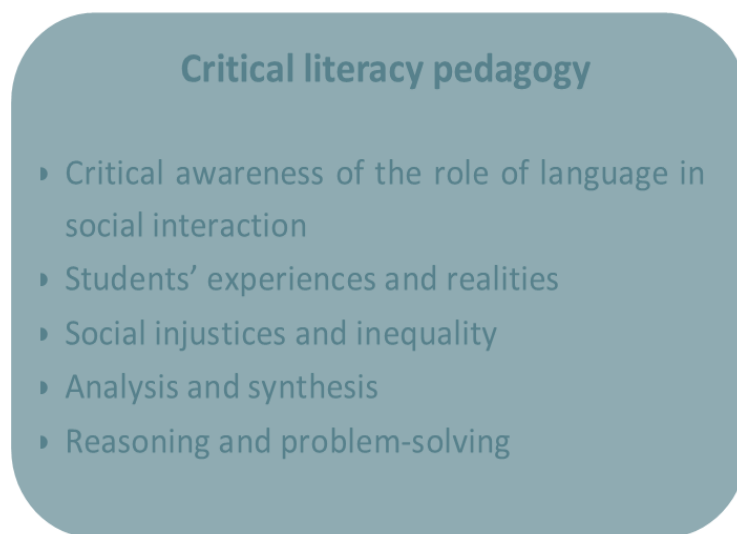 Critical literacy pedagogy
Critical awareness of the role of language in
social interaction
Students’ experiences and realities
Social injustices and inequality
Analysis and synthesis
Reasoning and problem-solving